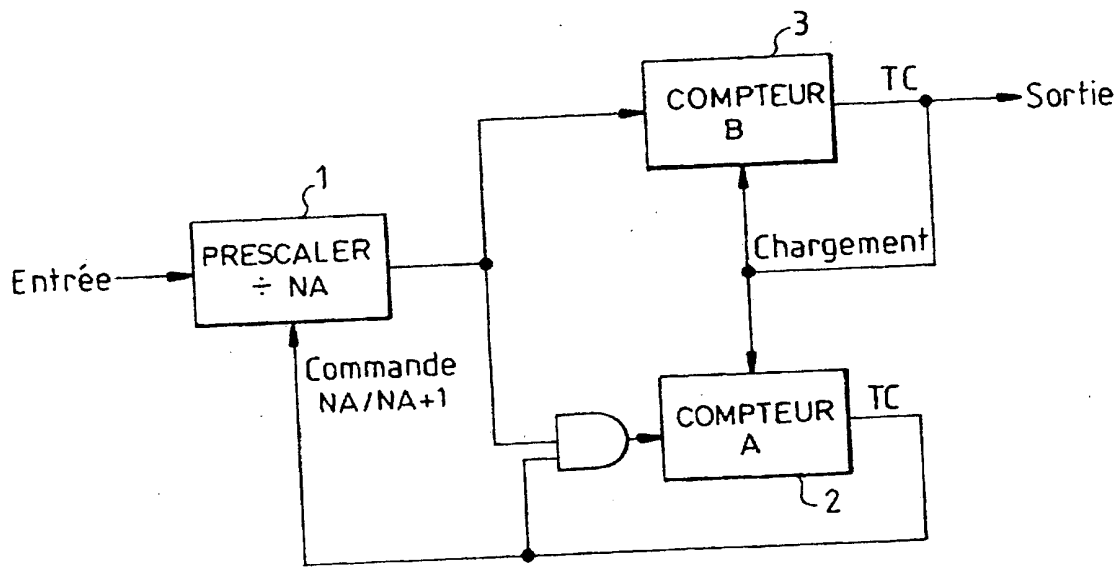 3
COMPTEUR
B
TC
Sortie
1
PRESCALER
÷ NA
Entrée
Chargement
Commande
NA/NA+1
COMPTEUR
A
TC
2